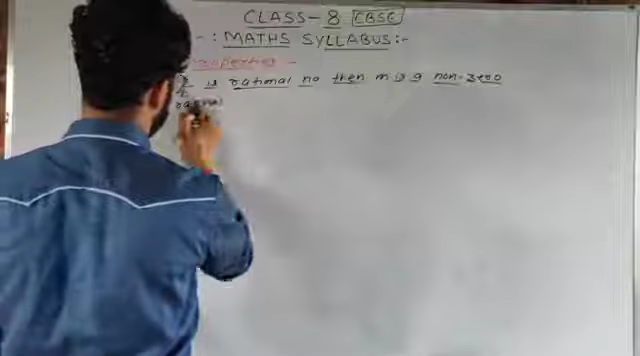 CLASS-8 CBSE
-: MATHS SYLLABUS:-
is rational no then m is a non-zero